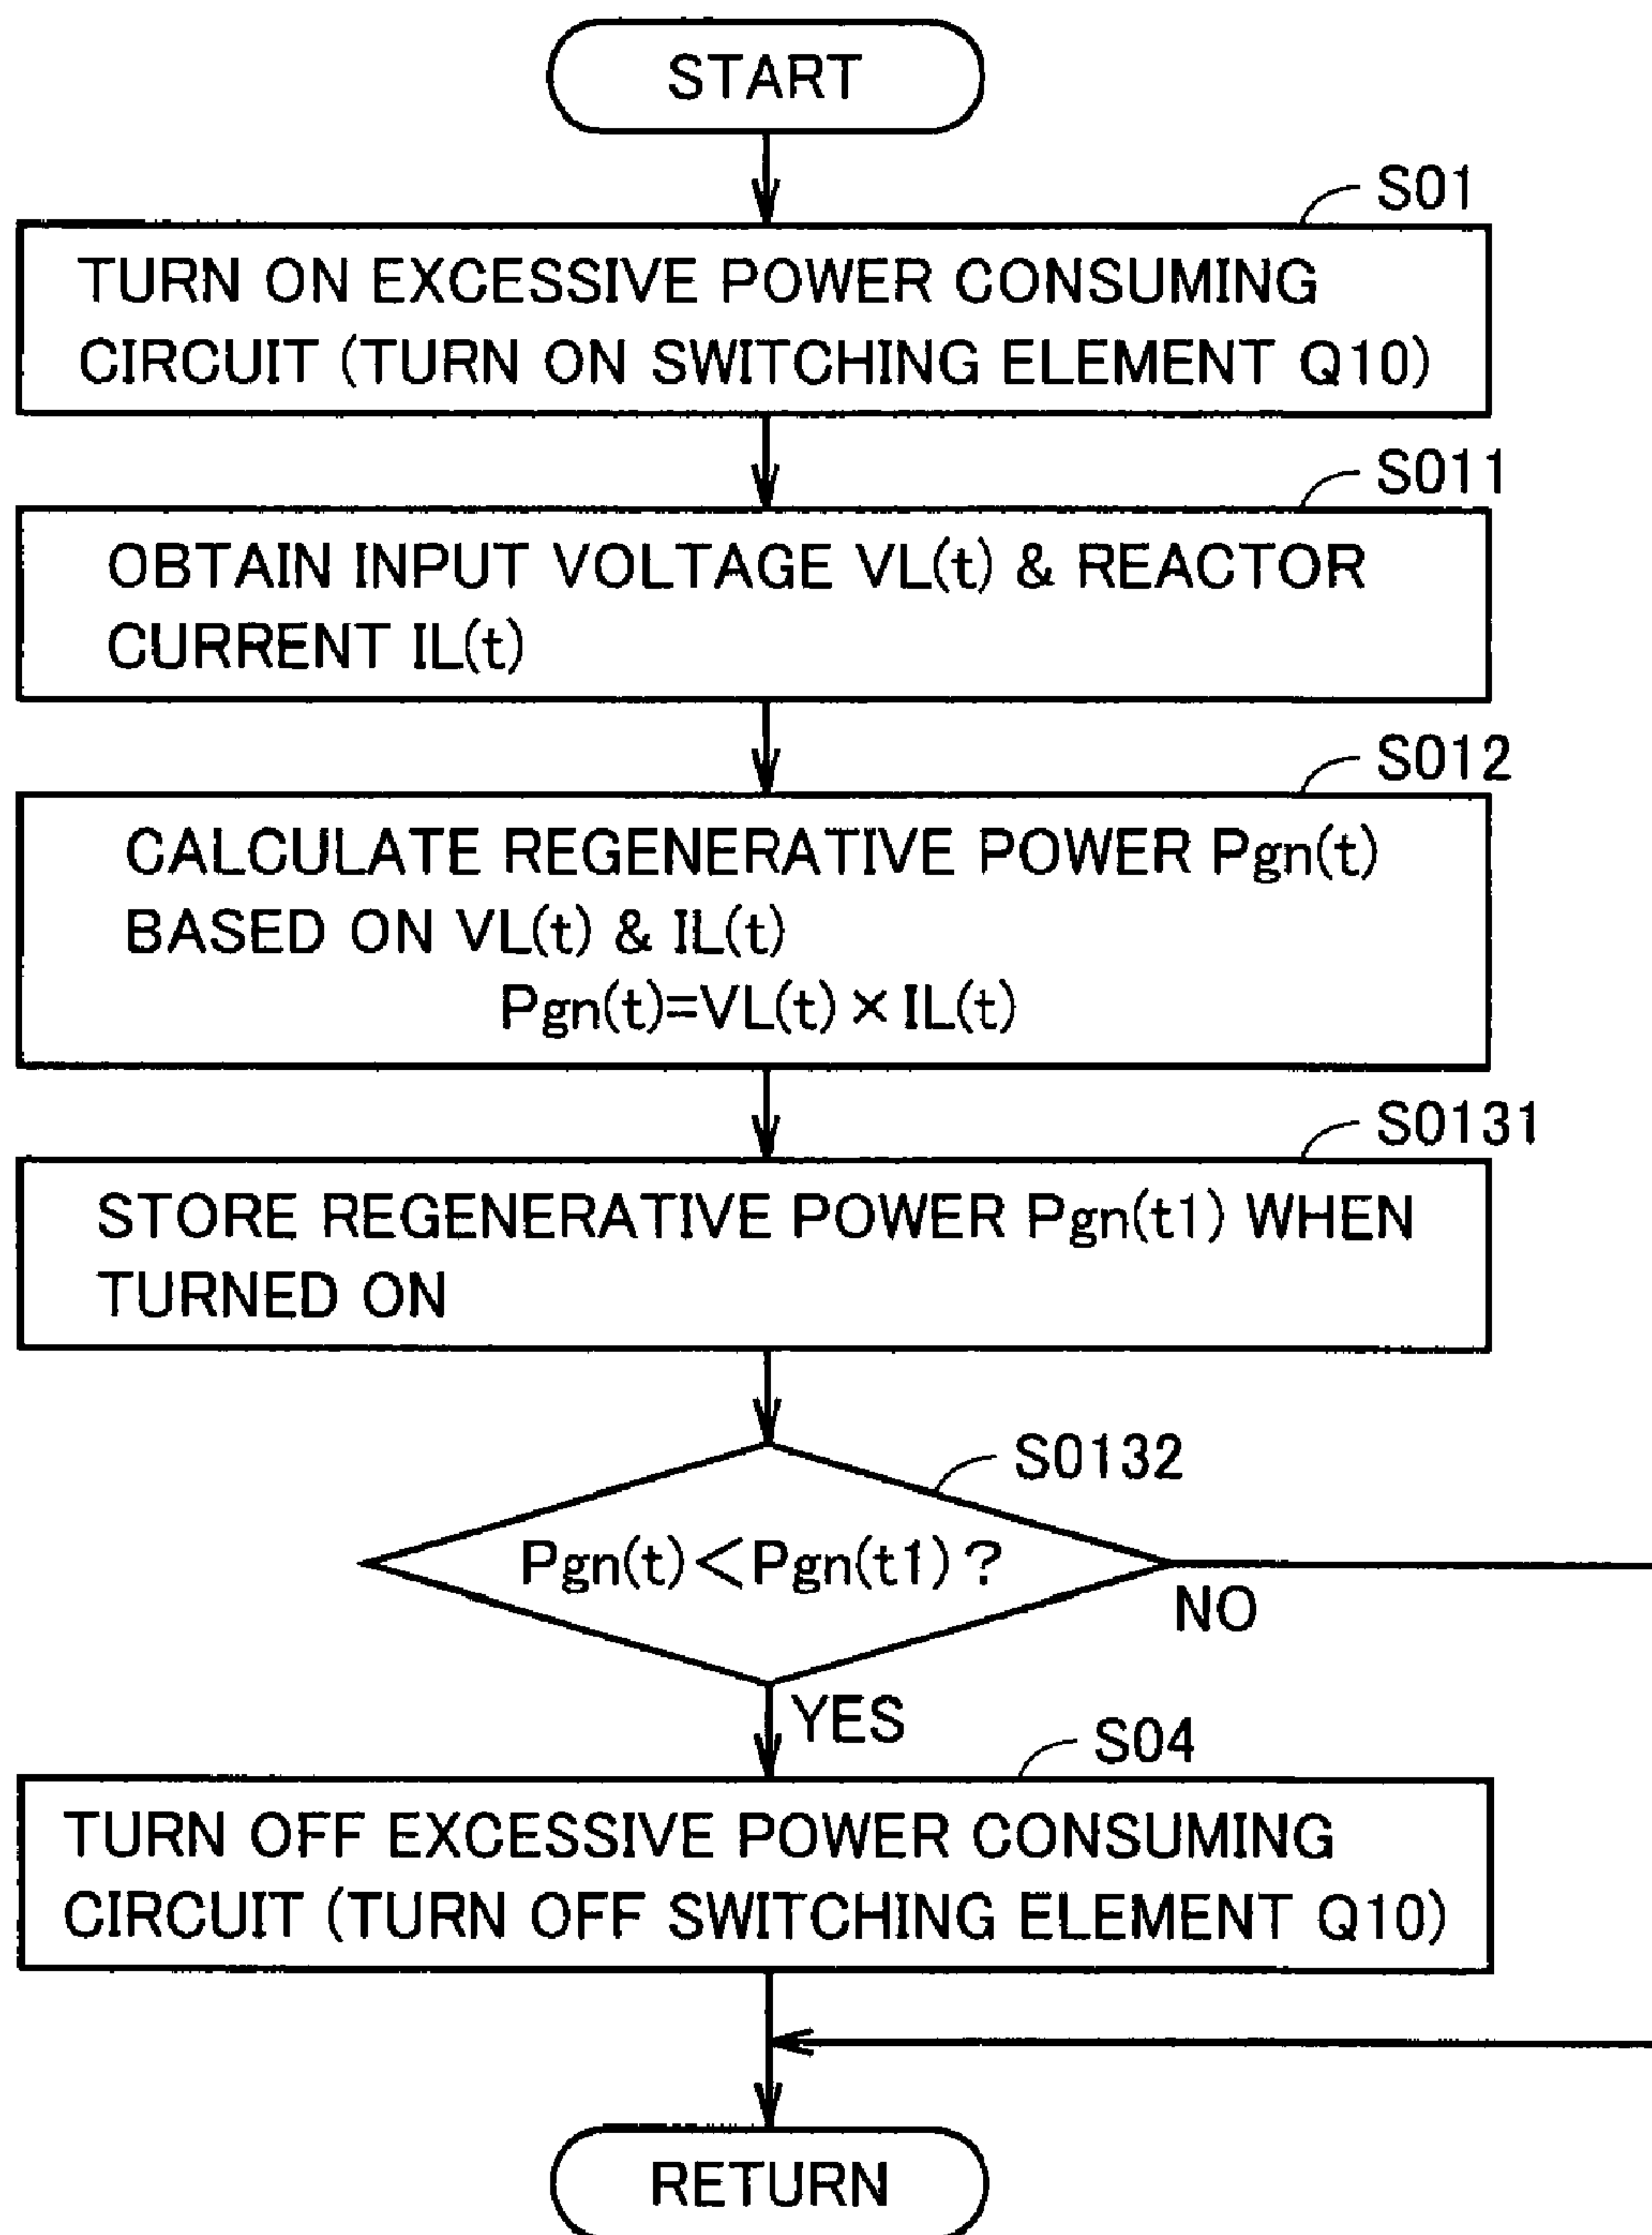 START
S01
TURN ON EXCESSIVE POWER CONSUMING
CIRCUIT (TURN ON SWITCHING ELEMENT Q10)
S011
OBTAIN INPUT VOLTAGE VL(t) & REACTOR
CURRENT IL(t)
S012
CALCULATE REGENERATIVE POWER Pgn(t)
BASED ON VL(t) & IL(t)
Pgn(t)=VL(t) × IL(t)
S0131
STORE REGENERATIVE POWER Pgn(t1) WHEN
TURNED ON
S0132
Pgn(t)<Pgn(t1)?
NO
YES
S04
TURN OFF EXCESSIVE POWER CONSUMING
CIRCUIT (TURN OFF SWITCHING ELEMENT Q10)
RETURN